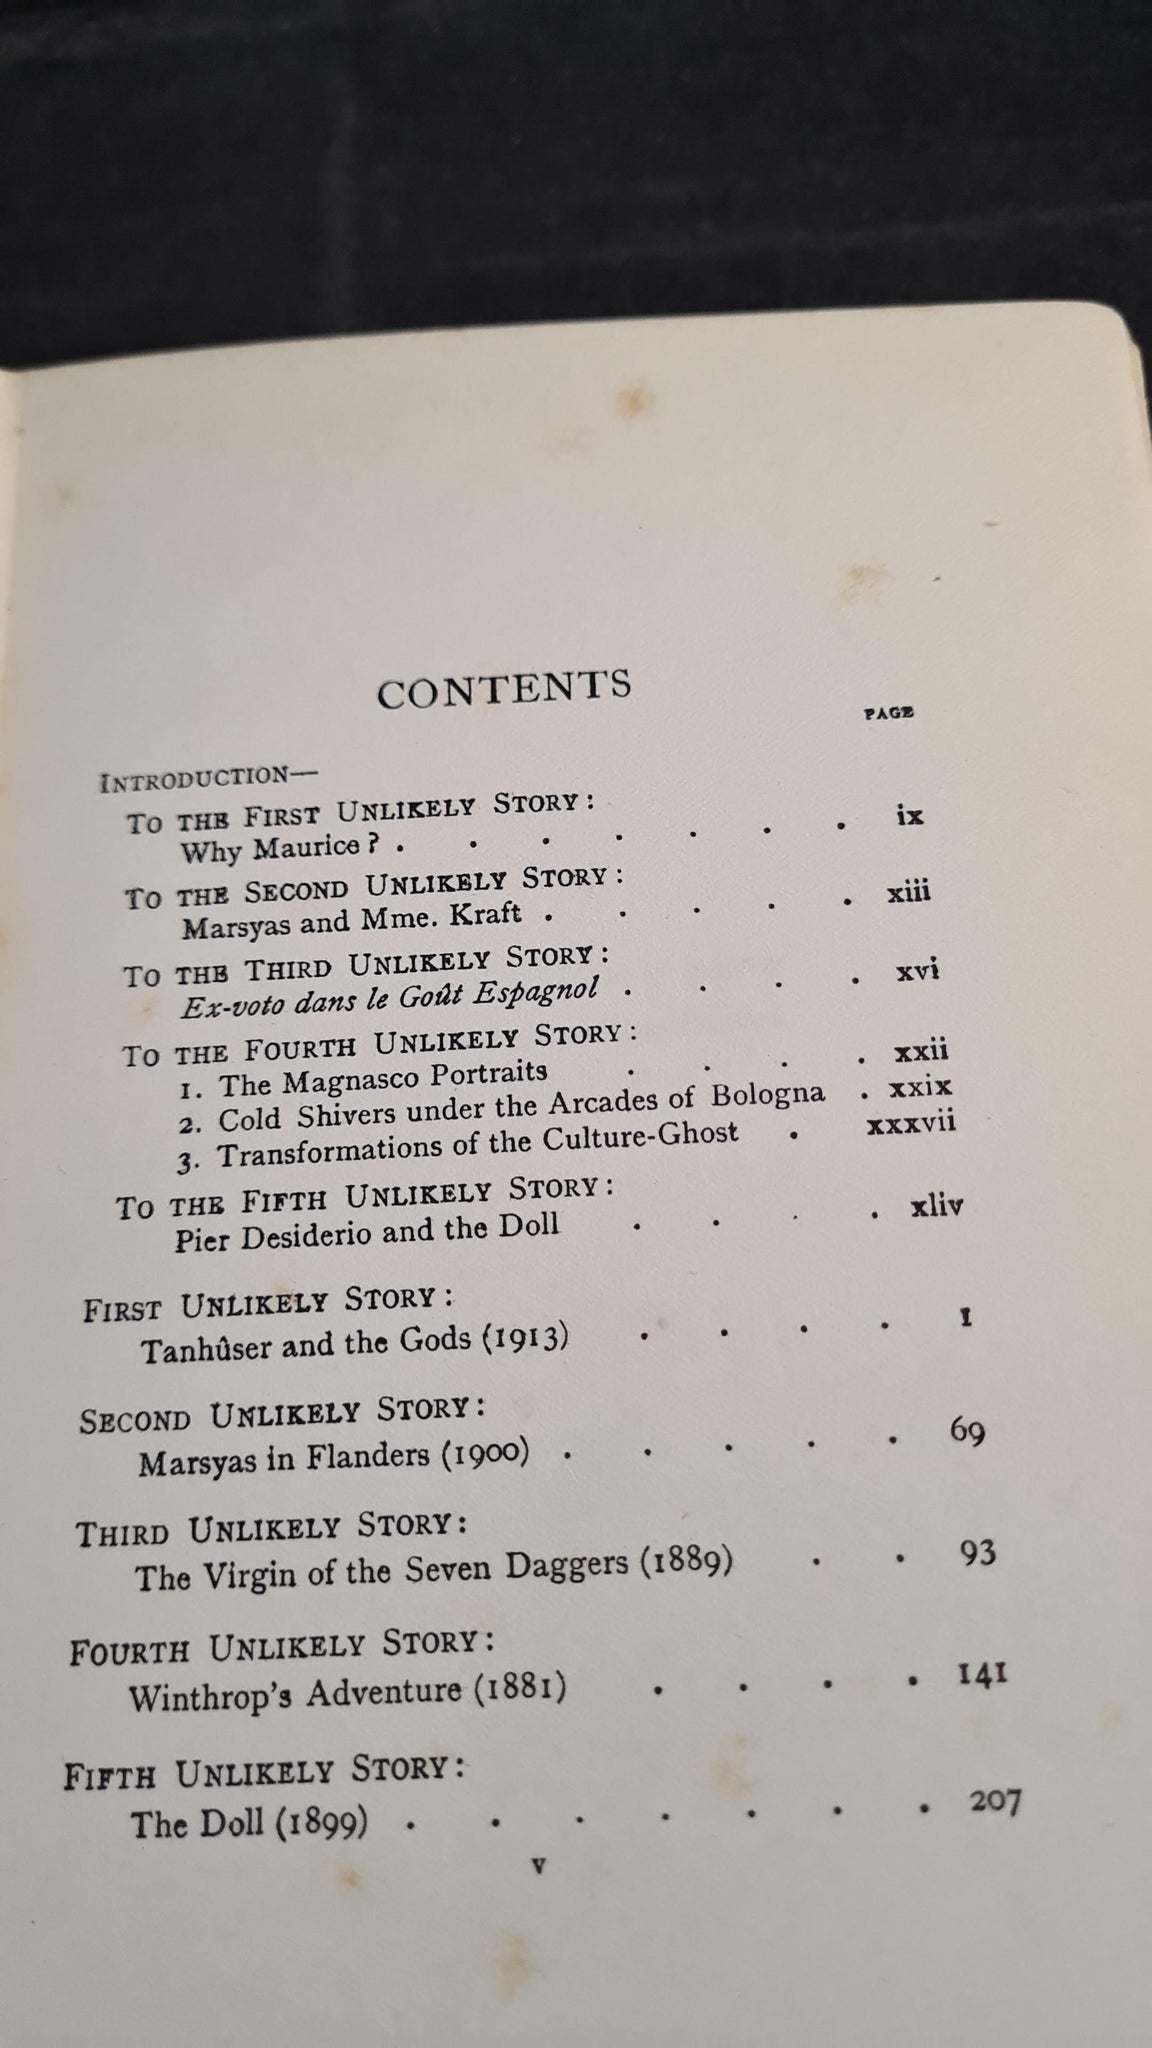 CONTENTS
PAGE
INTRODUCTION—
TO THE FIRST UNLIKELY STORY:
Why Maurice? . . . . . . . ix
TO THE SECOND UNLIKELY STORY:
Marsyas and Mme. Kraft . . . . . xiii
TO THE THIRD UNLIKELY STORY:
Ex-voto dans le Goût Espagnol . . . . xvi
TO THE FOURTH UNLIKELY STORY:
1. The Magnasco Portraits . . . . xxii
2. Cold Shivers under the Arcades of Bologna . xxix
3. Transformations of the Culture-Ghost . xxxvii
TO THE FIFTH UNLIKELY STORY:
Pier Desiderio and the Doll . . . . xliv
FIRST UNLIKELY STORY:
Tanhûser and the Gods (1913) . . . . 1
SECOND UNLIKELY STORY:
Marsyas in Flanders (1900) . . . . . 69
THIRD UNLIKELY STORY:
The Virgin of the Seven Daggers (1889) . . 93
FOURTH UNLIKELY STORY:
Winthrop's Adventure (1881) . . . . 141
FIFTH UNLIKELY STORY:
The Doll (1899) . . . . . . . 207
v